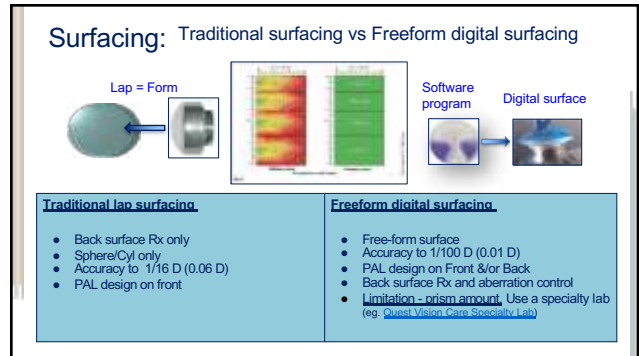 Surfacing: Traditional surfacing vs Freeform digital surfacing
Lap = Form
Software
program
Digital surface
Traditional lap surfacing
● Back surface Rx only
● Sphere/Cyl only
● Accuracy to 1/16 D (0.06 D)
● PAL design on front
Freeform digital surfacing
● Free-form surface
● Accuracy to 1/100 D (0.01 D)
● PAL design on Front &/or Back
● Back surface Rx and aberration control
● Limitation - prism amount. Use a specialty lab
(eg. Quest Vision Care Specialty Lab)